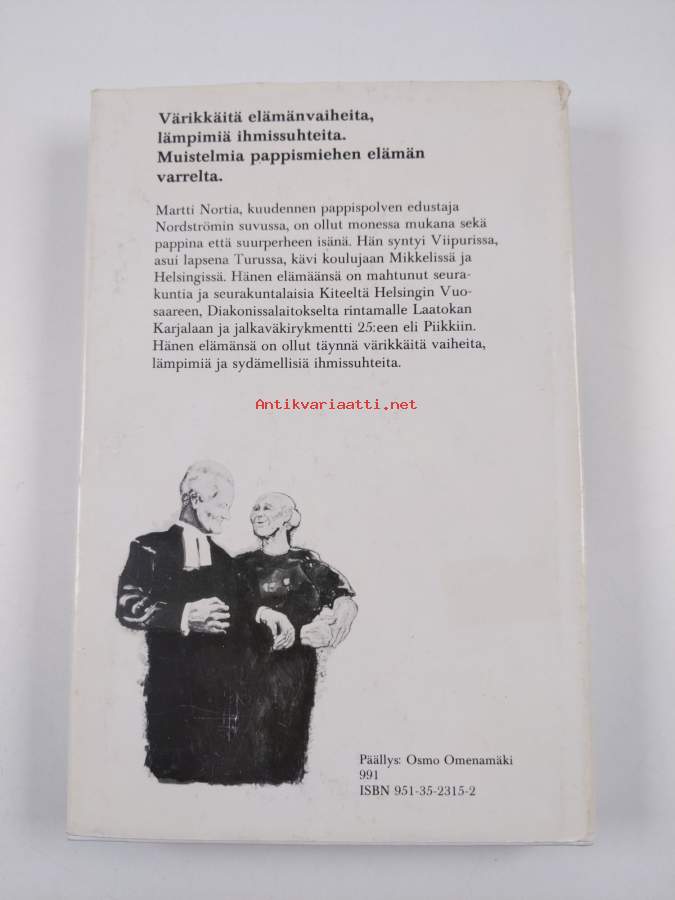 Värikkäitä elämänvaiheita,
lämpimiä ihmissuhteita.
Muistelmia pappismiehen elämän
varrelta.
Martti Nortia, kuudennen pappispolven edustaja
Nordströmin suvussa, on ollut monessa mukana sekä
pappina että suurperheen isänä. Hän syntyi Viipurissa,
asui lapsena Turussa, kävi koulujaan Mikkelissä ja
Helsingissä. Hänen elämäänsä on mahtunut seura-
kuntia ja seurakuntalaisia Kiteeltä Helsingin Vuo-
saareen, Diakonissalaitokselta rintamalle Laatokan
Karjalaan ja jalkaväkirykmentti 25:een eli Piikkiin.
Hänen elämänsä on ollut täynnä värikkäitä vaiheita,
lämpimiä ja sydämellisiä ihmissuhteita.
Antikvariaatti.net
Päällys: Osmo Omenamäki
991
ISBN 951-35-2315-2